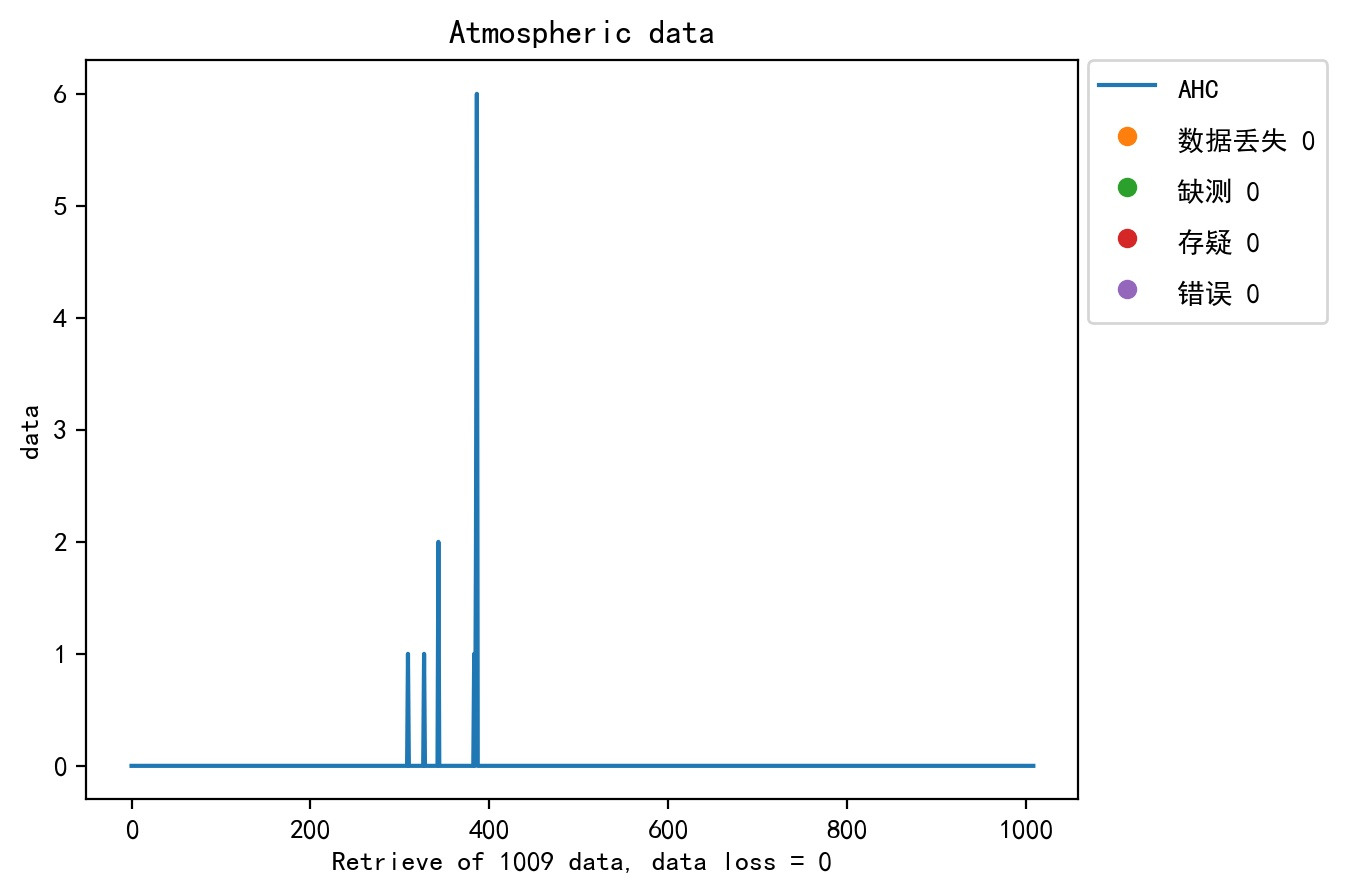 Atmospheric data
AHC
数据丢失 0
缺测 0
存疑 0
错误 0
data
6
5
4
3
2
1
0
0 200 400 600 800 1000
Retrieve of 1009 data, data loss = 0